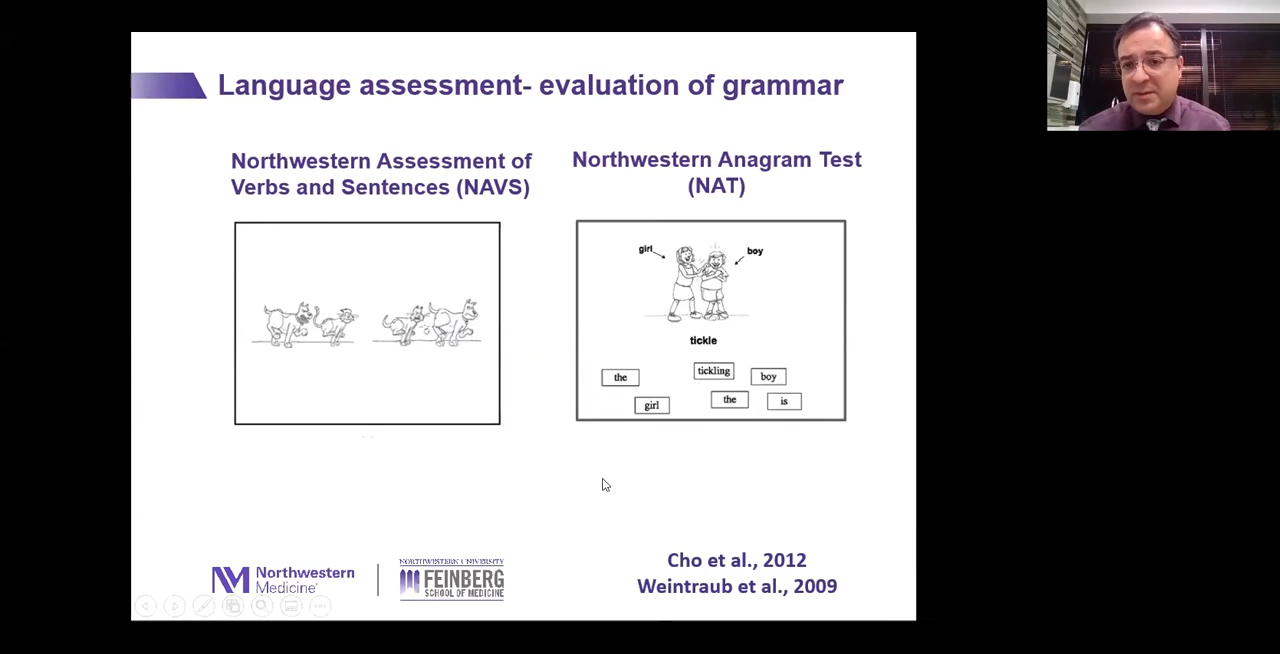 Language assessment- evaluation of grammar
Northwestern Assessment of
Verbs and Sentences (NAVS)
Northwestern Anagram Test
(NAT)
girl
boy
tickle
the
tickling
boy
girl
the
is
Cho et al., 2012
Weintraub et al., 2009
NM
Northwestern
Medicine
NORTHWESTERN UNIVERSITY
FEINBERG
SCHOOL OF MEDICINE